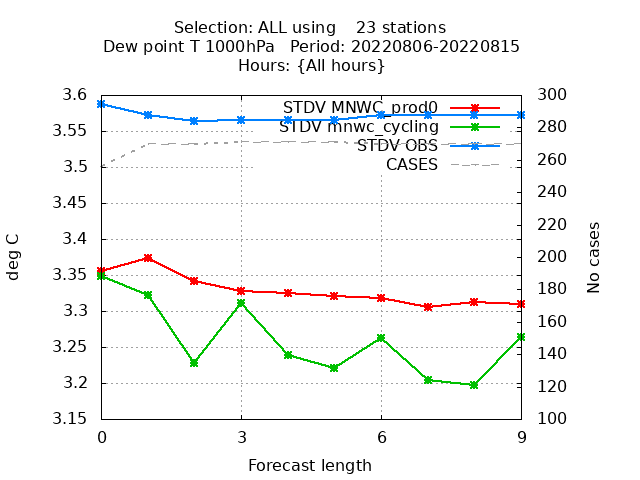 Selection: ALL using    23 stations
Dew point T 1000hPa   Period: 20220806-20220815
Hours: {All hours}
3.6
3.55
3.5
3.45
3.4
3.35
3.3
3.25
3.2
3.15
deg C
STDV MNWC_prod0
STDV mnwc_cycling
STDV OBS
CASES
300
280
260
240
220
200
180
160
140
120
100
No cases
0 3 6 9
Forecast length